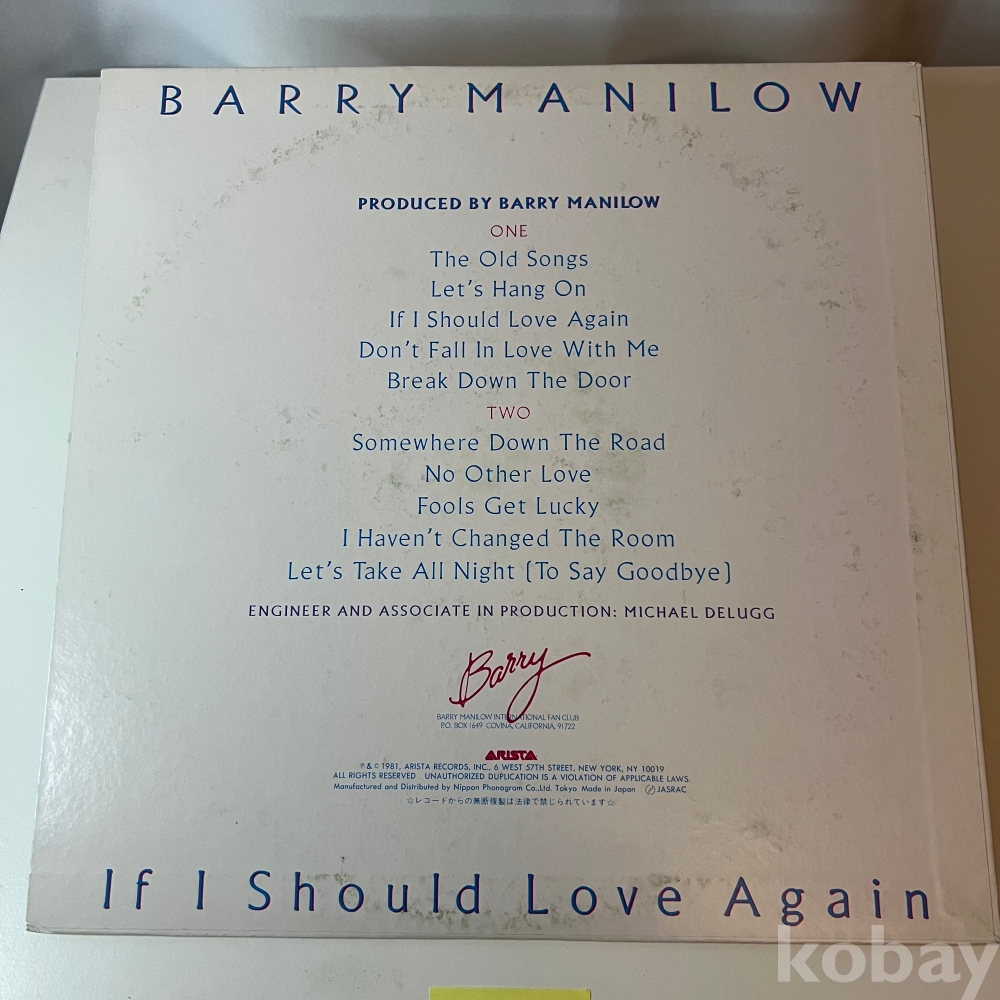 BARRY MANILOW
PRODUCED BY BARRY MANILOW
ONE
The Old Songs
Let's Hang On
If I Should Love Again
Don't Fall In Love With Me
Break Down The Door
TWO
Somewhere Down The Road
No Other Love
Fools Get Lucky
I Haven't Changed The Room
Let's Take All Night (To Say Goodbye)
ENGINEER AND ASSOCIATE IN PRODUCTION: MICHAEL DELUGG
Barry
BARRY MANILOW INTERNATIONAL FAN CLUB
P.O. BOX 1649 COVINA, CALIFORNIA, 91722
ARISTA
℗ & © 1981, ARISTA RECORDS, INC., 6 WEST 57TH STREET, NEW YORK, NY 10019
ALL RIGHTS RESERVED UNAUTHORIZED DUPLICATION IS A VIOLATION OF APPLICABLE LAWS.
Manufactured and Distributed by Nippon Phonogram Co.,Ltd. Tokyo Made in Japan JASRAC
☆レコードからの無断複製は法律で禁じられています☆
If I Should Love Again
kobay